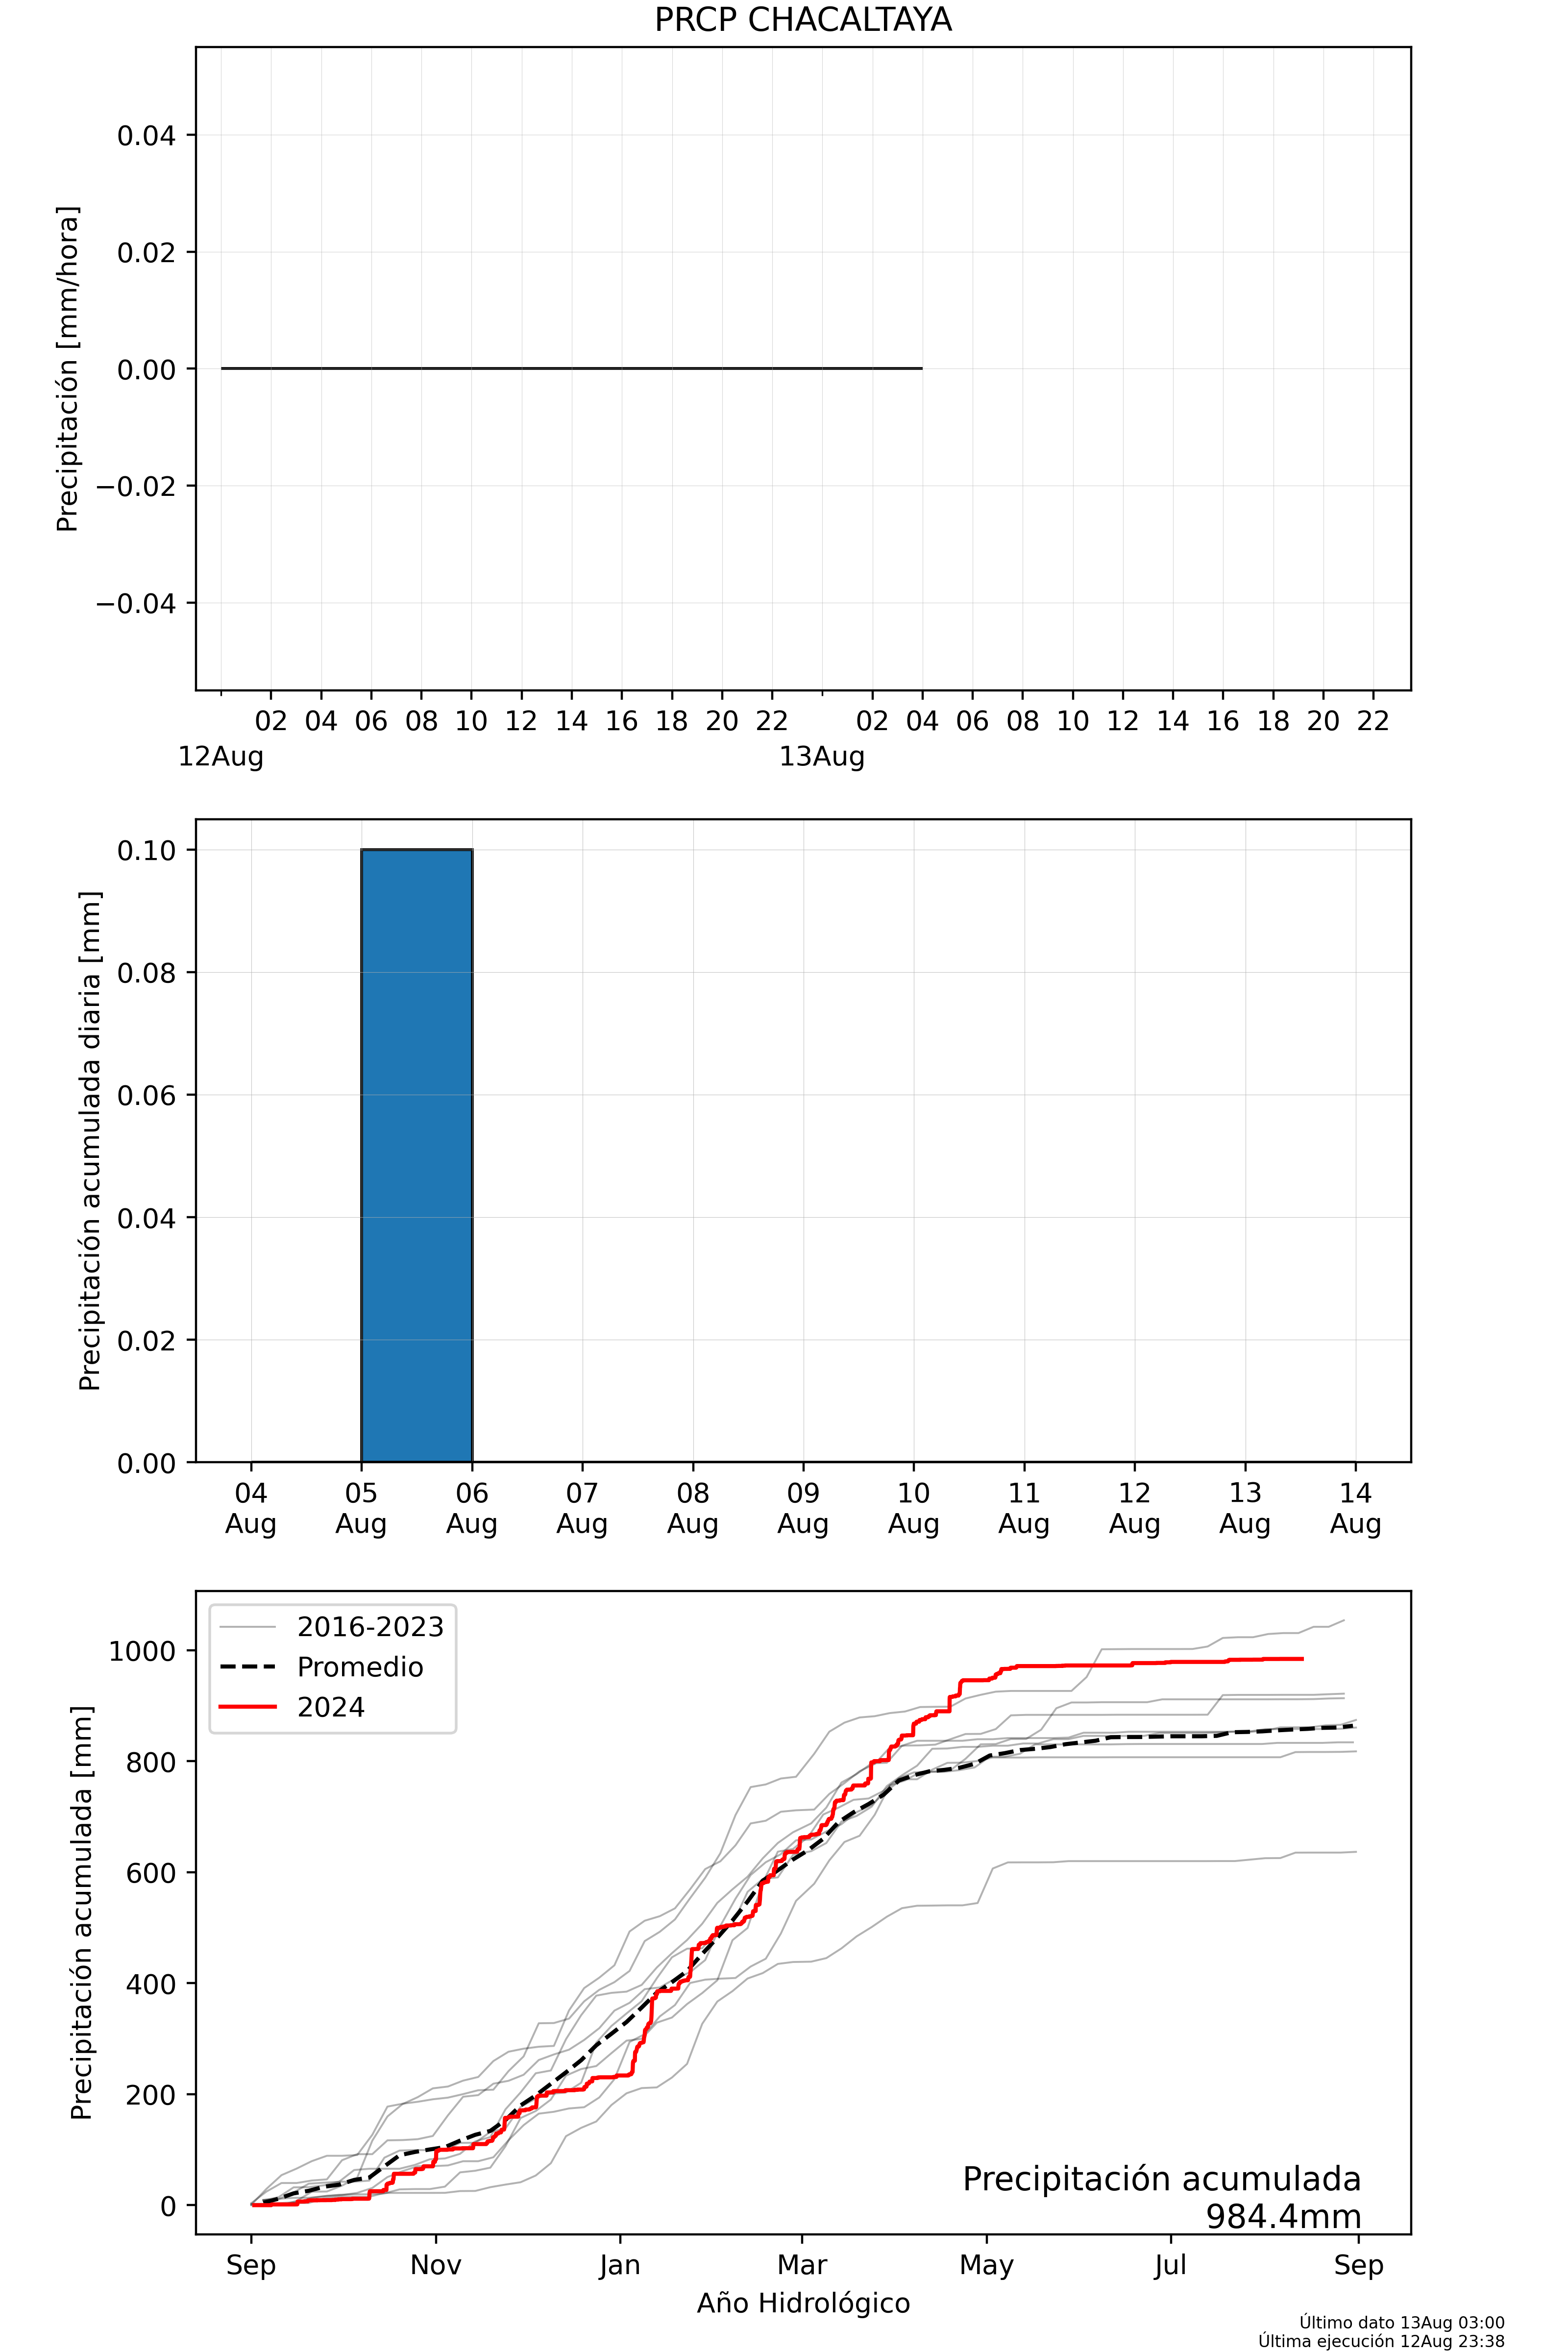 PRCP CHACALTAYA
Precipitación [mm/hora]
0.04
0.02
0.00
−0.02
−0.04
02 04 06 08 10 12 14 16 18 20 22 02 04 06 08 10 12 14 16 18 20 22
12Aug 13Aug
Precipitación acumulada diaria [mm]
0.10
0.08
0.06
0.04
0.02
0.00
04 05 06 07 08 09 10 11 12 13 14
Aug Aug Aug Aug Aug Aug Aug Aug Aug Aug Aug
Precipitación acumulada [mm]
1000
800
600
400
200
0
2016-2023
Promedio
2024
Precipitación acumulada
984.4mm
Sep Nov Jan Mar May Jul Sep
Año Hidrológico
Último dato 13Aug 03:00
Última ejecución 12Aug 23:38